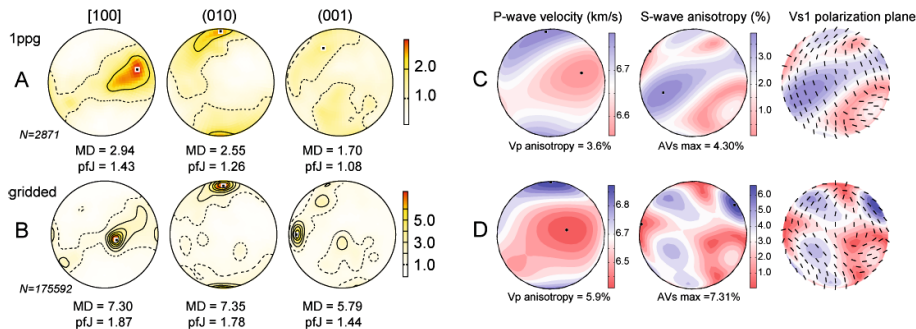 [100] (010) (001) P-wave velocity (km/s) S-wave anisotropy (%) Vs1 polarization plane
1ppg
A
2.0
1.0
C
6.7
6.6
3.0
2.0
1.0
N=2871
MD = 2.94 MD = 2.55 MD = 1.70
pfJ = 1.43 pfJ = 1.26 pfJ = 1.08
Vp anisotropy = 3.6% AVs max = 4.30%
gridded
B
5.0
3.0
1.0
D
6.8
6.6
6.5
6.0
5.0
4.0
3.0
2.0
1.0
N=175592
MD = 7.30 MD = 7.35 MD = 5.79
pfJ = 1.87 pfJ = 1.78 pfJ = 1.44
Vp anisotropy = 5.9% AVs max =7.31%